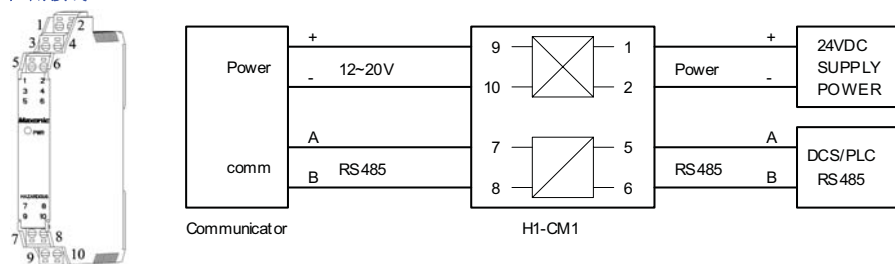 1 2
3 4
5 6
1 2
3 4
5 6
Maxonic
PWR
HAZARDOUS
7 8
9 10
7 8
9 10
Power
comm
Communicator
+
12~20V
-
A
RS485
B
9 1
10 2
7 5
8 6
H1-CM1
+
Power
-
A
RS485
B
24VDC
SUPPLY
POWER
DCS/PLC
RS485